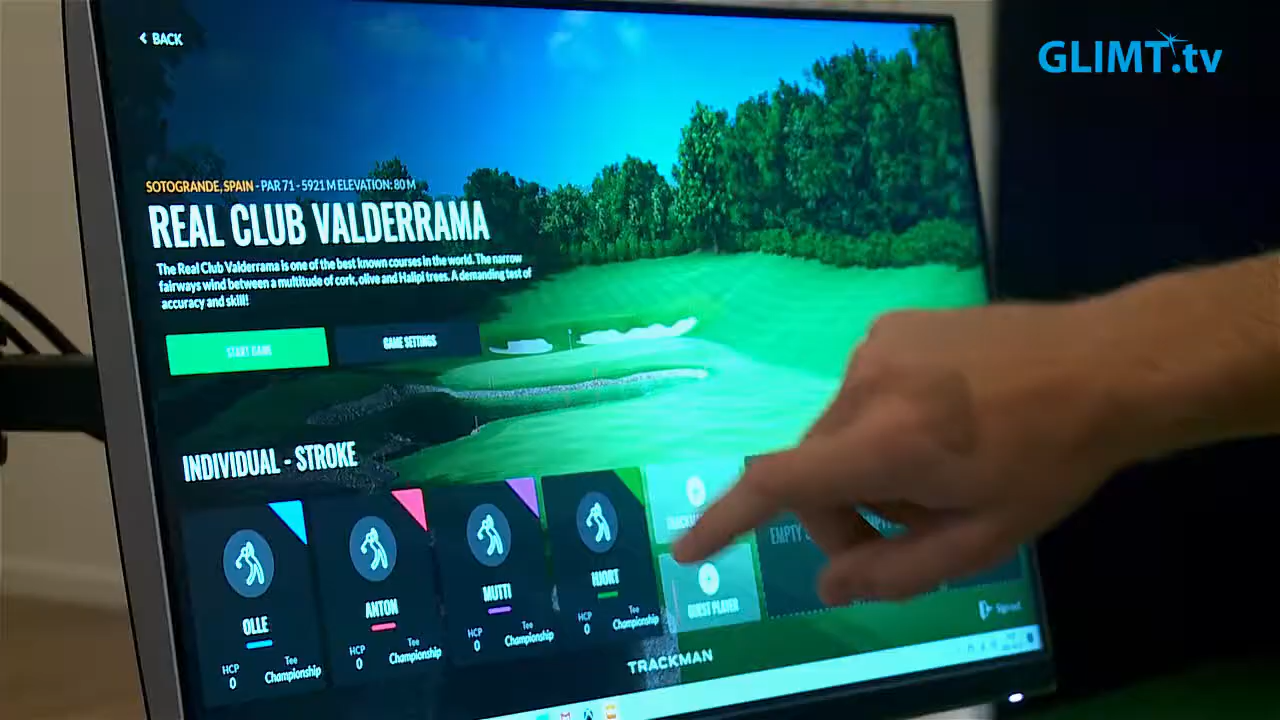 BACK
GLIMT.tv
SOTOGRANDE, SPAIN - PAR 71 - 5921 M ELEVATION: 80 M
REAL CLUB VALDERRAMA
The Real Club Valderrama is one of the best known courses in the world. The narrow
fairways wind between a multitude of cork, olive and Halipi trees. A demanding test of
accuracy and skill!
START GAME
GAME SETTINGS
INDIVIDUAL - STROKE
OLLE
HCP
0
Tee
Championship
ANTON
HCP
0
Tee
Championship
MUTTI
HCP
0
Tee
Championship
HJORT
HCP
0
Tee
Championship
GUEST PLAYER
EMPTY
Sign out
TRACKMAN